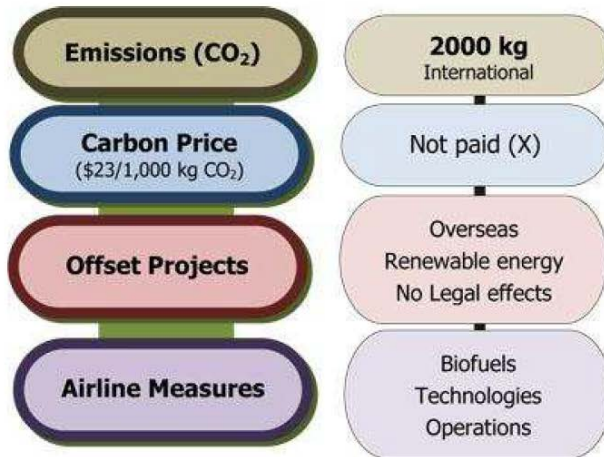 Emissions (CO₂)
2000 kg
International
Carbon Price
($23/1,000 kg CO₂)
Not paid (X)
Offset Projects
Overseas
Renewable energy
No Legal effects
Airline Measures
Biofuels
Technologies
Operations